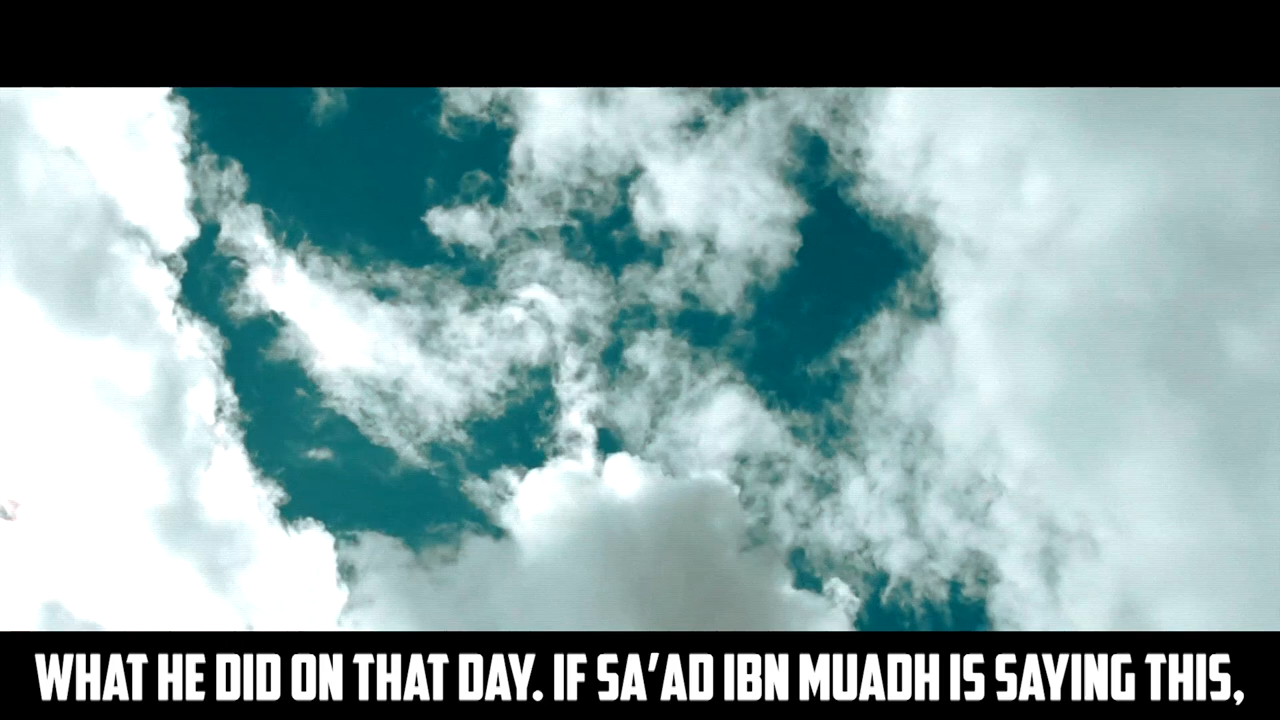 WHAT HE DID ON THAT DAY. IF SA'AD IBN MUADH IS SAYING THIS,